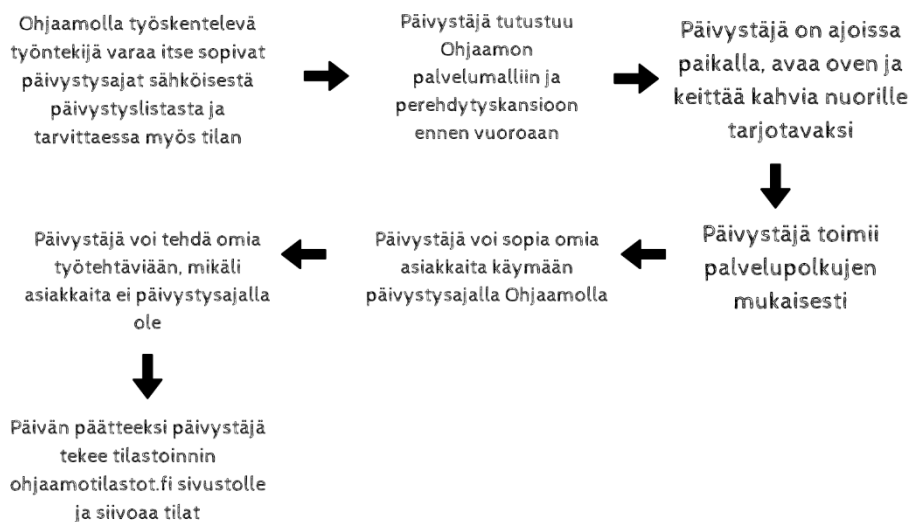 Ohjaamolla työskentelevä
työntekijä varaa itse sopivat
päivystysajat sähköisestä
päivystyslistasta ja
tarvittaessa myös tilan
Päivystäjä tutustuu
Ohjaamon
palvelumalliin ja
perehdytyskansioon
ennen vuoroaan
Päivystäjä on ajoissa
paikalla, avaa oven ja
keittää kahvia nuorille
tarjotavaksi
Päivystäjä toimii
palvelupolkujen
mukaisesti
Päivystäjä voi sopia omia
asiakkaita käymään
päivystysajalla Ohjaamolla
Päivystäjä voi tehdä omia
työtehtäviään, mikäli
asiakkaita ei päivystysajalla
ole
Päivän päätteeksi päivystäjä
tekee tilastoinnin
ohjaamotilastot.fi sivustolle
ja siivoaa tilat